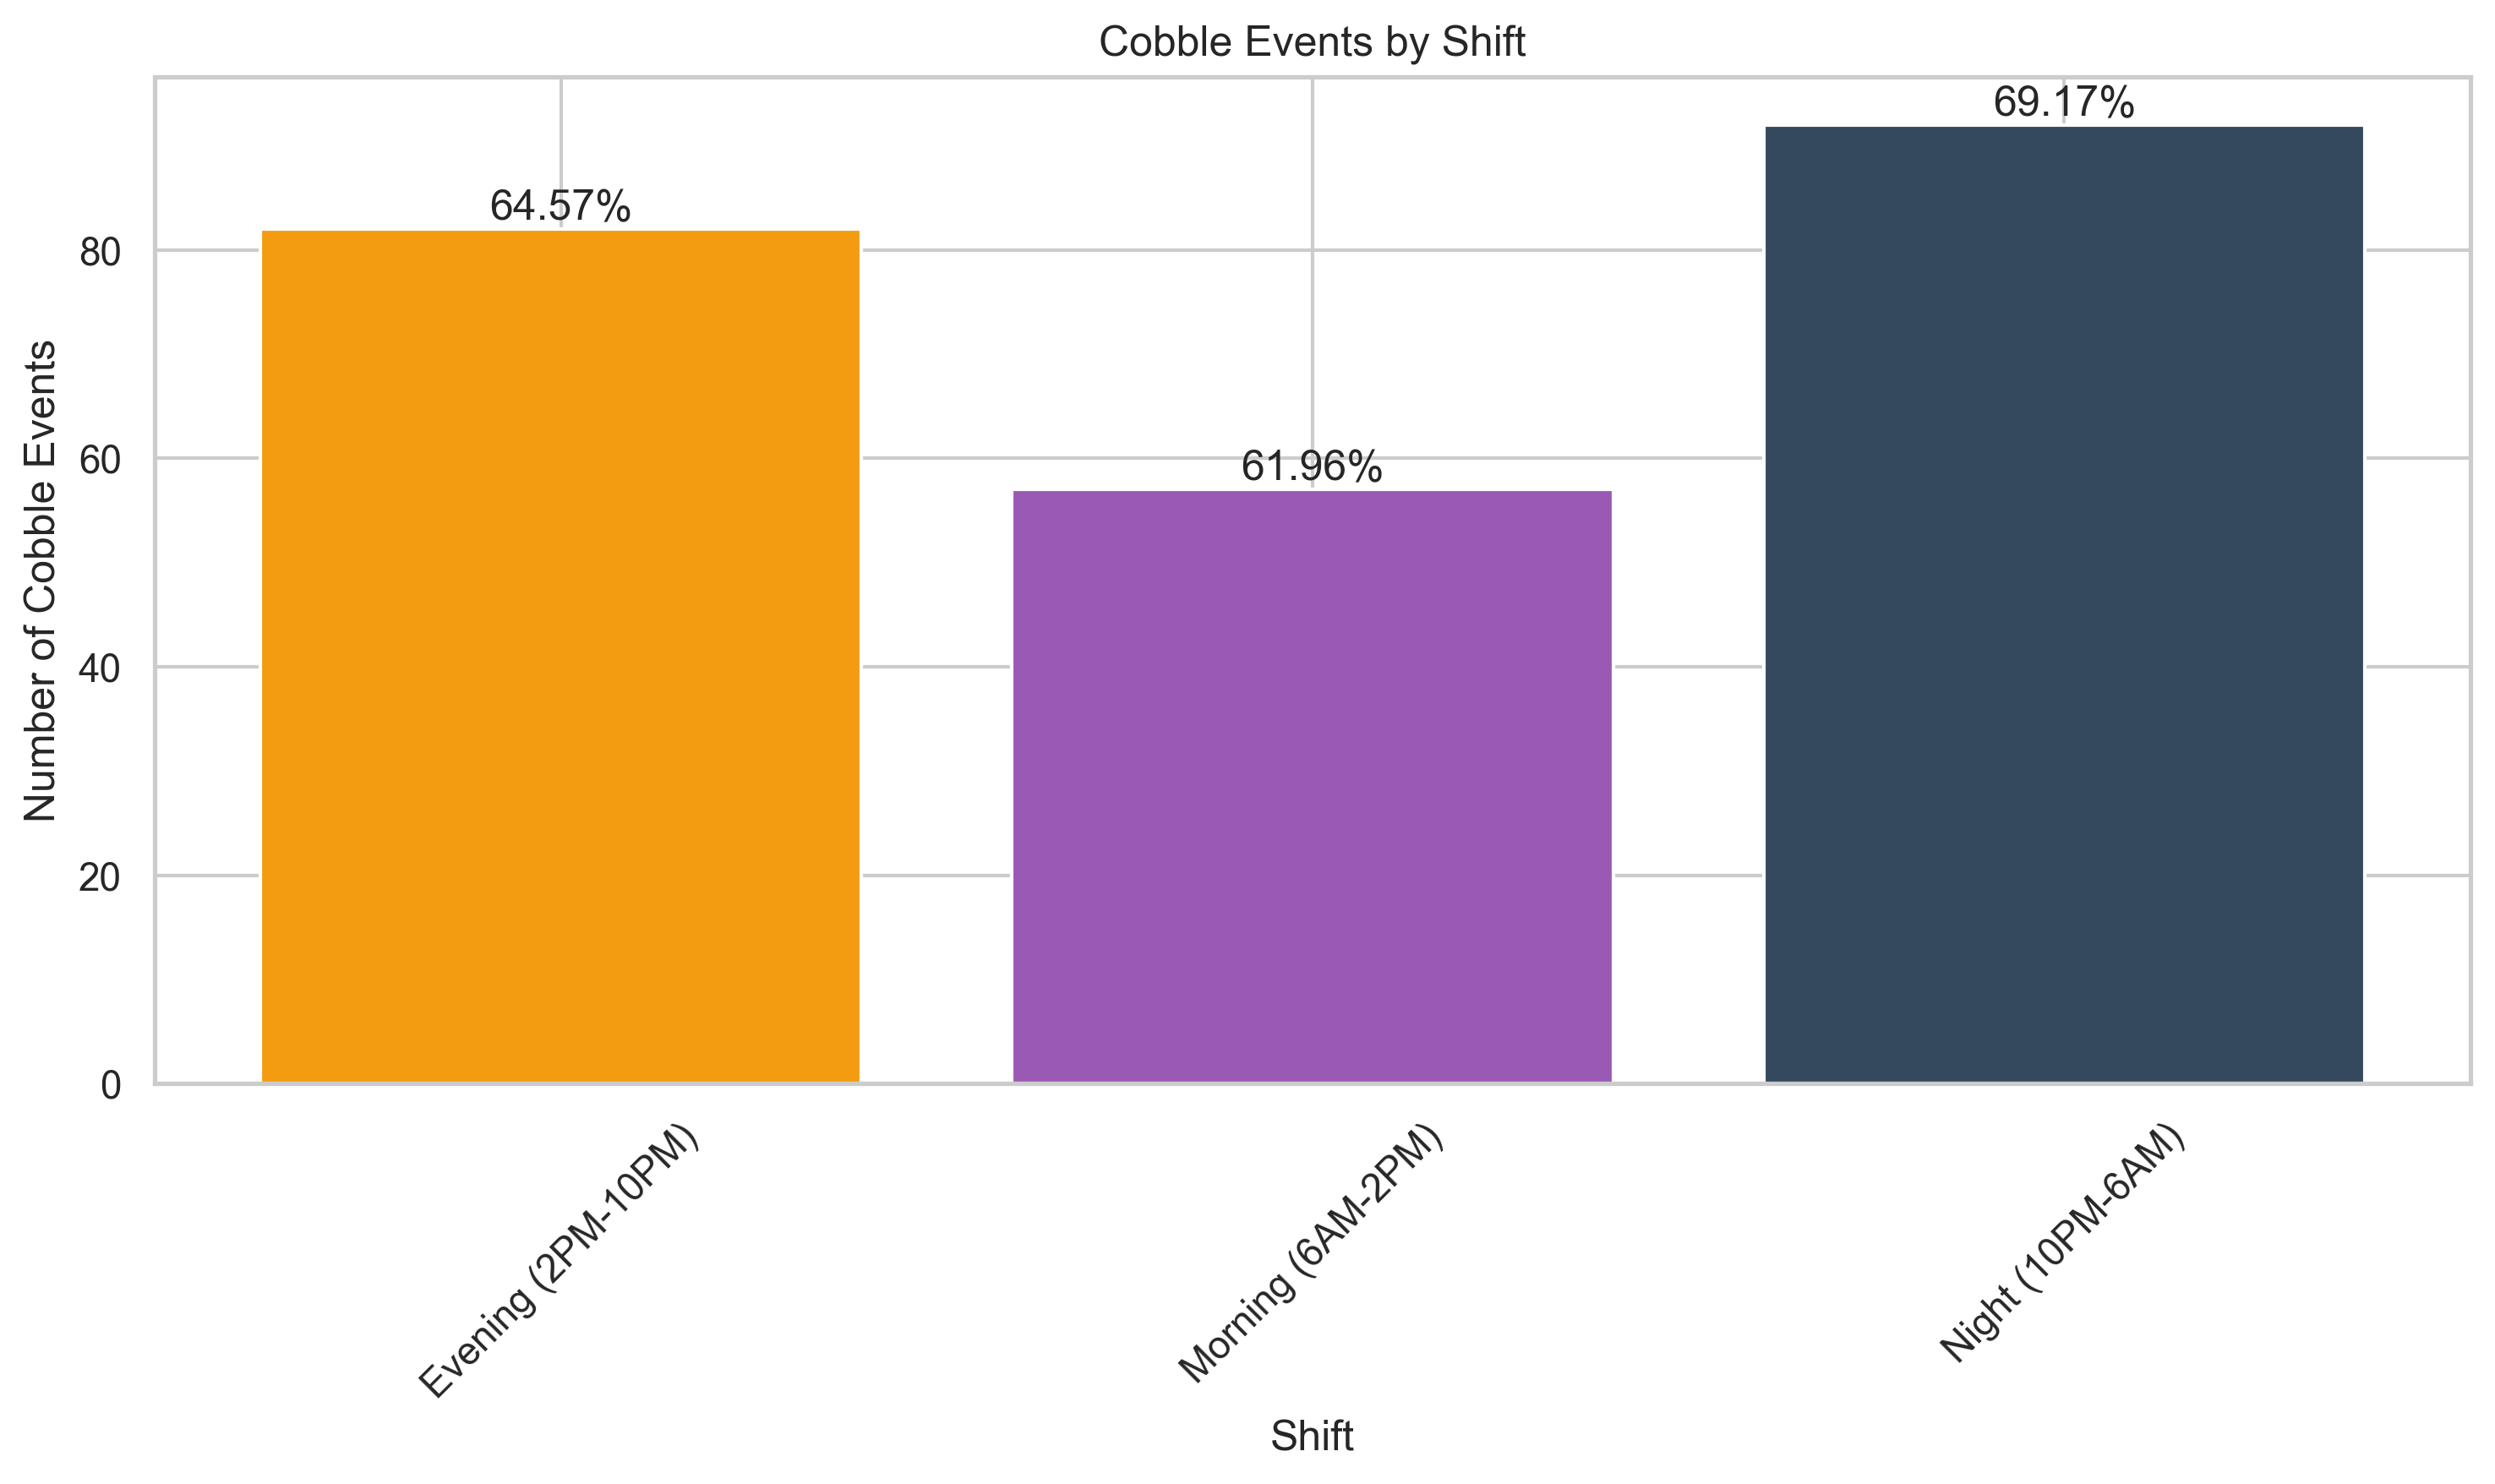 Cobble Events by Shift
69.17%
64.57%
61.96%
Number of Cobble Events
80
60
40
20
0
Evening (2PM-10PM)
Morning (6AM-2PM)
Night (10PM-6AM)
Shift